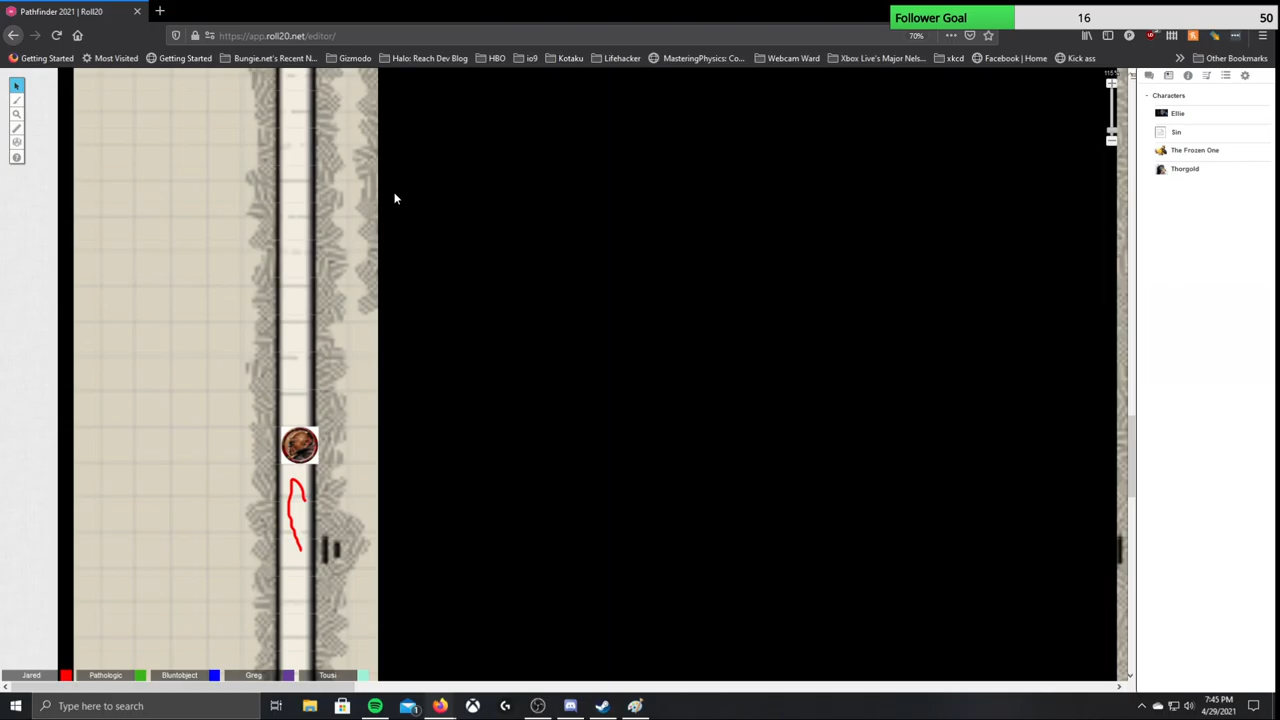 Pathfinder 2021 | Roll20
Follower Goal 16 50
https://app.roll20.net/editor/ 70%
Getting Started Most Visited Getting Started Bungie.net's Recent N... Gizmodo Halo: Reach Dev Blog HBO io9 Kotaku Lifehacker MasteringPhysics: Co... Webcam Ward Xbox Live's Major Nels... xkcd Facebook | Home Kick ass Other Bookmarks
115%
Characters
Ellie
Sin
The Frozen One
Thorgold
Jared Pathologic Bluntobject Greg Tousi
Type here to search
7:45 PM
4/29/2021